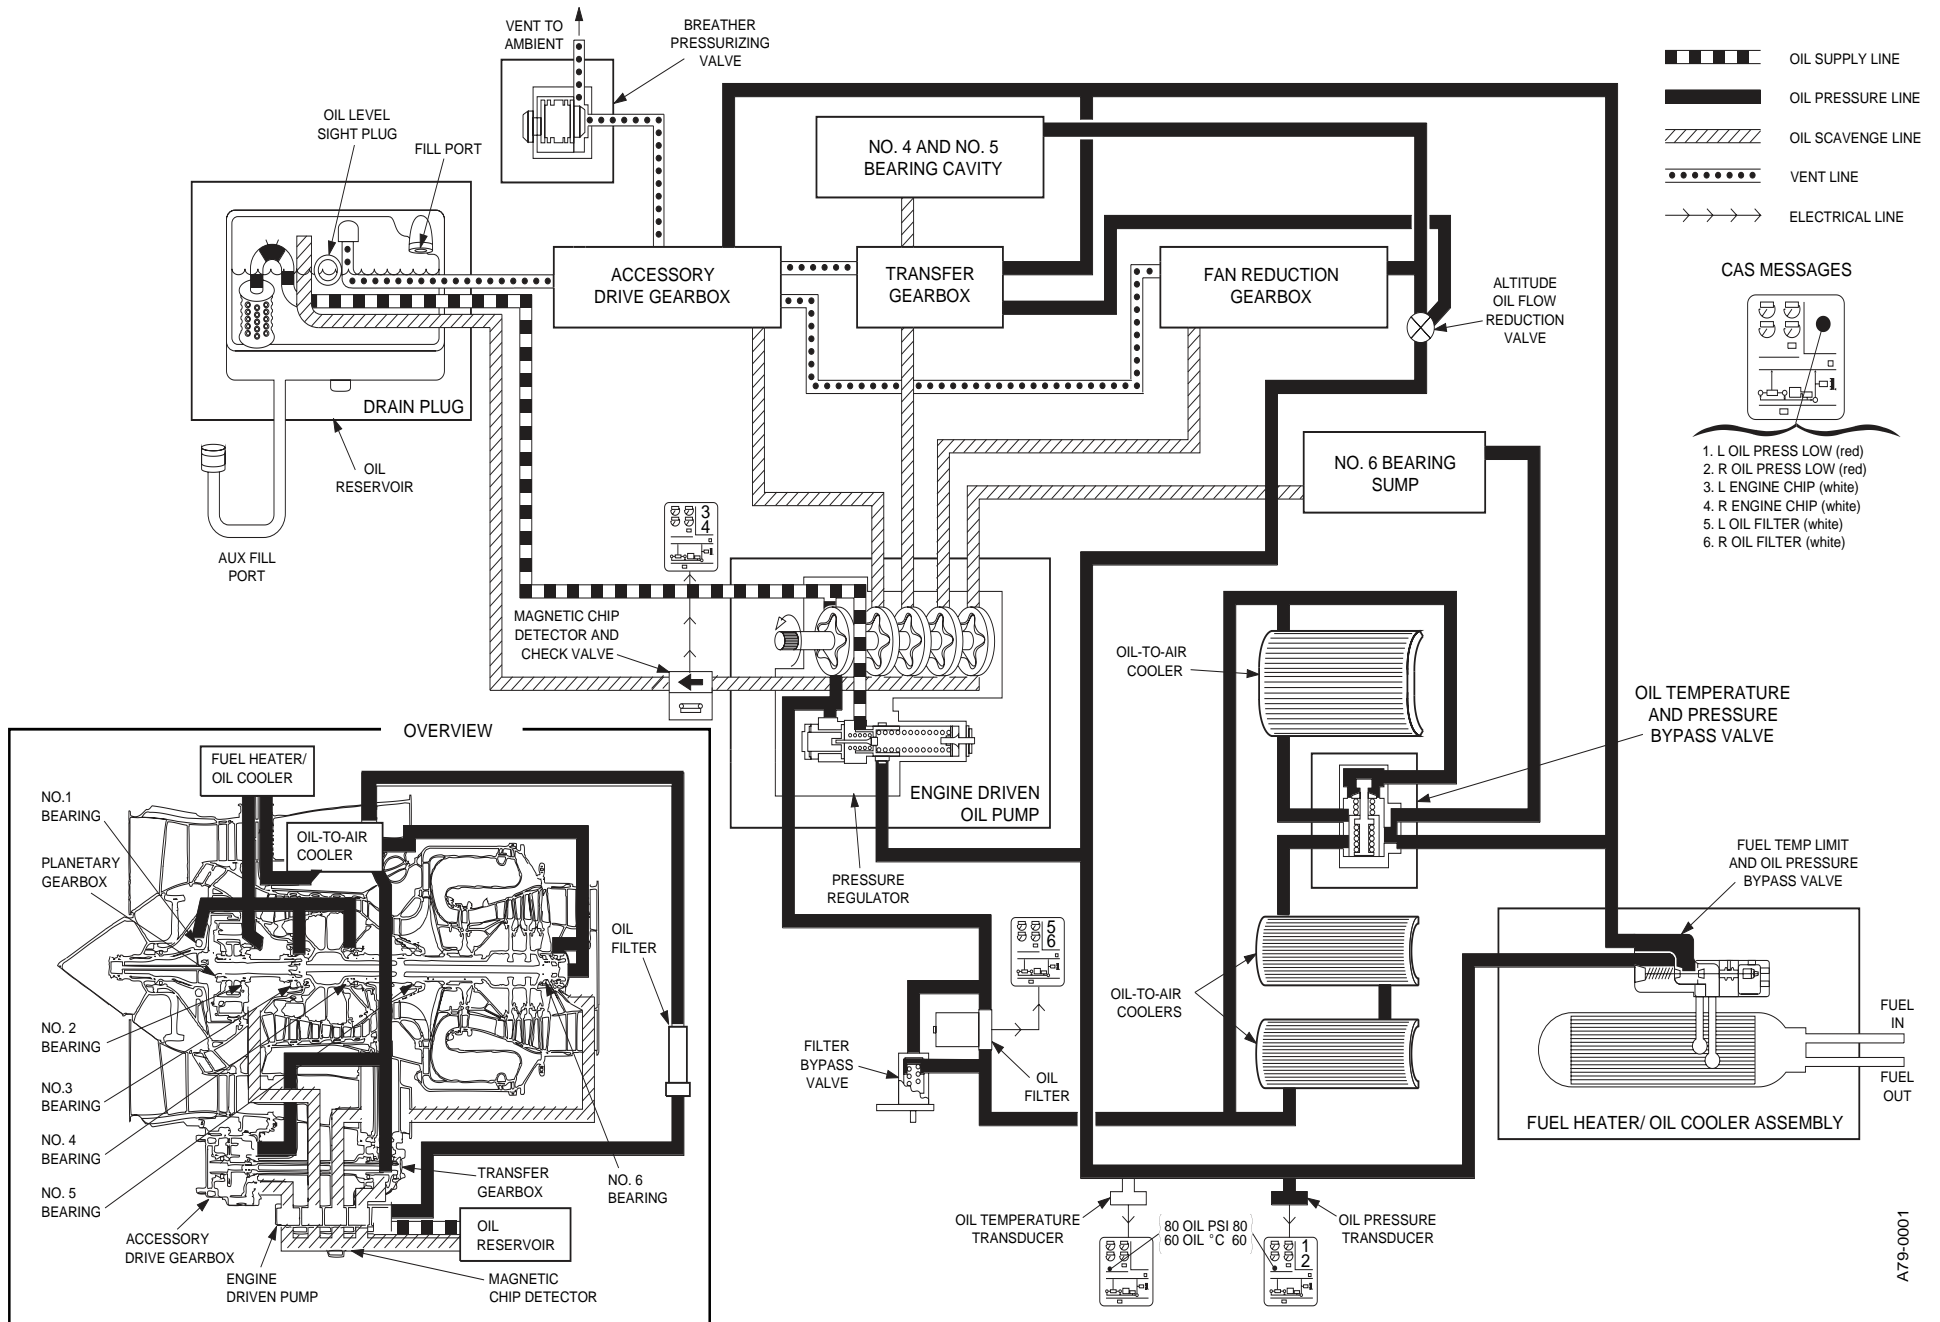 VENT TO
AMBIENT
BREATHER
PRESSURIZING
VALVE
OIL LEVEL
SIGHT PLUG
FILL PORT
OIL SUPPLY LINE
OIL PRESSURE LINE
OIL SCAVENGE LINE
VENT LINE
ELECTRICAL LINE
NO. 4 AND NO. 5
BEARING CAVITY
ACCESSORY
DRIVE GEARBOX
TRANSFER
GEARBOX
FAN REDUCTION
GEARBOX
ALTITUDE
OIL FLOW
REDUCTION
VALVE
CAS MESSAGES
1. L OIL PRESS LOW (red)
2. R OIL PRESS LOW (red)
3. L ENGINE CHIP (white)
4. R ENGINE CHIP (white)
5. L OIL FILTER (white)
6. R OIL FILTER (white)
DRAIN PLUG
OIL
RESERVOIR
AUX FILL
PORT
NO. 6 BEARING
SUMP
3
4
MAGNETIC CHIP
DETECTOR AND
CHECK VALVE
OIL-TO-AIR
COOLER
OIL TEMPERATURE
AND PRESSURE
BYPASS VALVE
ENGINE DRIVEN
OIL PUMP
PRESSURE
REGULATOR
FUEL TEMP LIMIT
AND OIL PRESSURE
BYPASS VALVE
5
6
OIL-TO-AIR
COOLERS
FILTER
BYPASS
VALVE
OIL
FILTER
FUEL
IN
FUEL
OUT
FUEL HEATER/ OIL COOLER ASSEMBLY
OIL TEMPERATURE
TRANSDUCER
80 OIL PSI 80
60 OIL °C 60
OIL PRESSURE
TRANSDUCER
1
2
A79-0001
OVERVIEW
FUEL HEATER/
OIL COOLER
NO.1
BEARING
OIL-TO-AIR
COOLER
PLANETARY
GEARBOX
OIL
FILTER
NO. 2
BEARING
NO.3
BEARING
NO. 4
BEARING
NO. 5
BEARING
TRANSFER
GEARBOX
NO. 6
BEARING
ACCESSORY
DRIVE GEARBOX
OIL
RESERVOIR
ENGINE
DRIVEN PUMP
MAGNETIC
CHIP DETECTOR